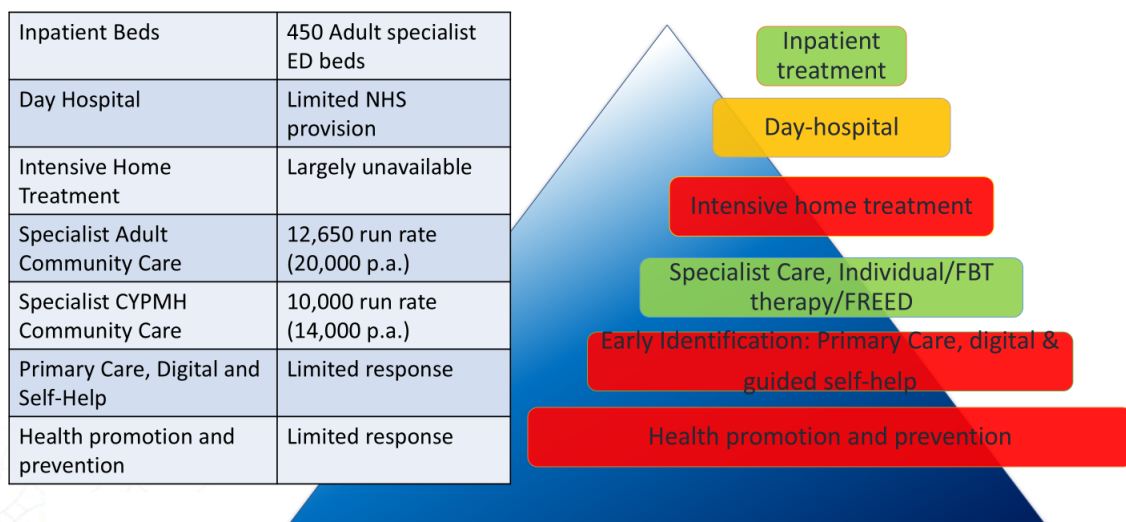 Inpatient Beds
450 Adult specialist
ED beds
Day Hospital
Limited NHS
provision
Intensive Home
Treatment
Largely unavailable
Specialist Adult
Community Care
12,650 run rate
(20,000 p.a.)
Specialist CYPMH
Community Care
10,000 run rate
(14,000 p.a.)
Primary Care, Digital and
Self-Help
Limited response
Health promotion and
prevention
Limited response
Inpatient
treatment
Day-hospital
Intensive home treatment
Specialist Care, Individual/FBT
therapy/FREED
Early Identification: Primary Care, digital &
guided self-help
Health promotion and prevention